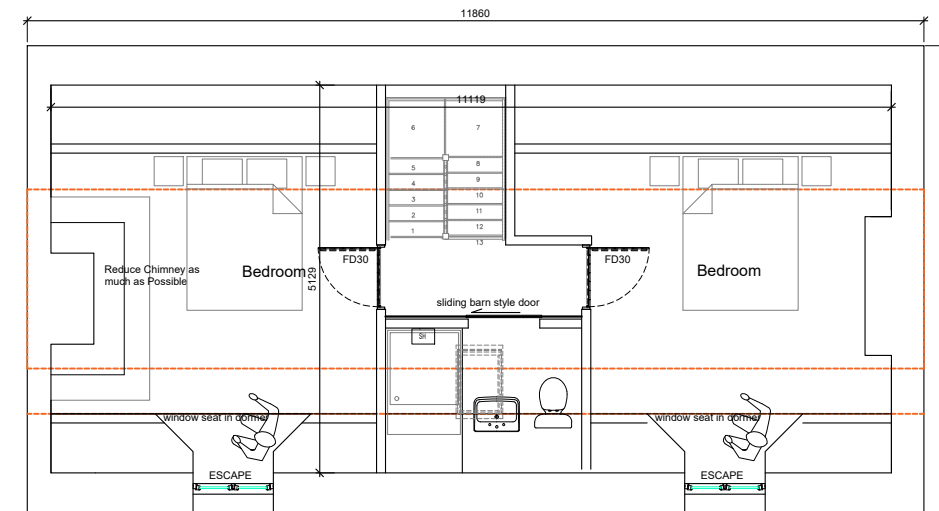 11860
11119
6
7
5
8
4
9
3
10
2
11
1
12
13
FD30
FD30
Reduce Chimney as
much as Possible
Bedroom
5129
Bedroom
sliding barn style door
SH
window seat in dormer
window seat in dormer
ESCAPE
ESCAPE